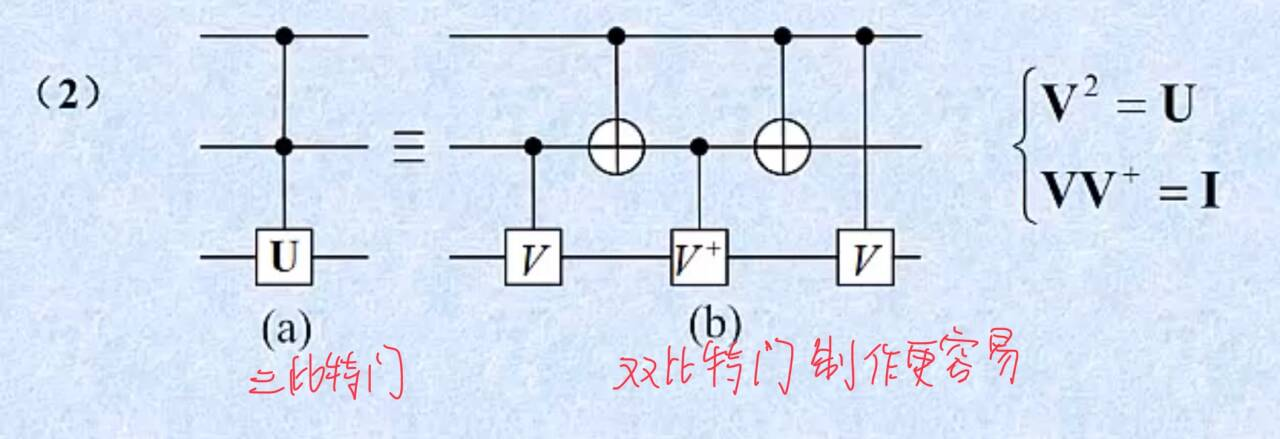 (2)
≡
V² = U
VV⁺ = I
U
V
V⁺
V
(a)
(b)
三比特门
双比特门 制作更容易